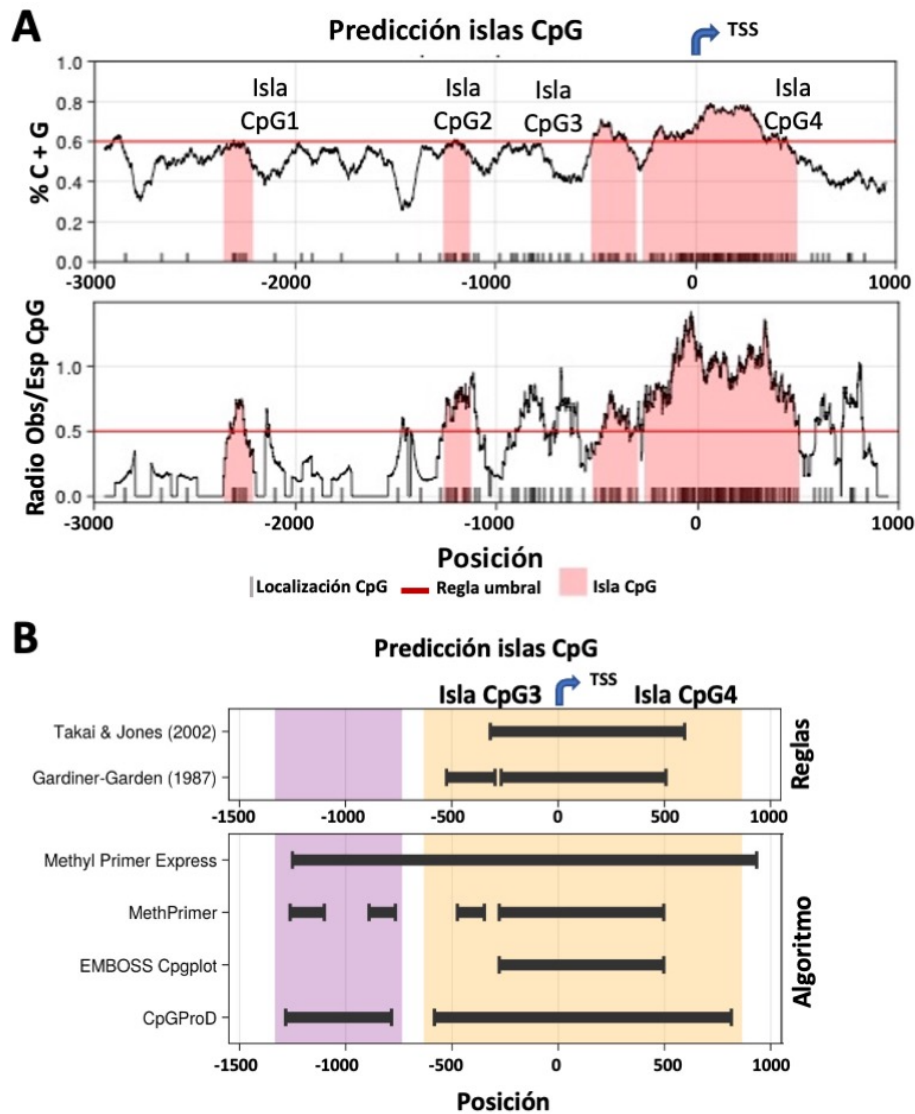 A
Predicción islas CpG
TSS
Isla CpG1
Isla CpG2
Isla CpG3
Isla CpG4
% C + G
1.0
0.8
0.6
0.4
0.2
0.0
-3000 -2000 -1000 0 1000
Radio Obs/Esp CpG
1.0
0.5
0.0
-3000 -2000 -1000 0 1000
Posición
Localización CpG Regla umbral Isla CpG
B
Predicción islas CpG
Isla CpG3 TSS Isla CpG4
Takai & Jones (2002)
Gardiner-Garden (1987)
Reglas
-1500 -1000 -500 0 500 1000
Methyl Primer Express
MethPrimer
EMBOSS Cpgplot
CpGProD
Algoritmo
-1500 -1000 -500 0 500 1000
Posición